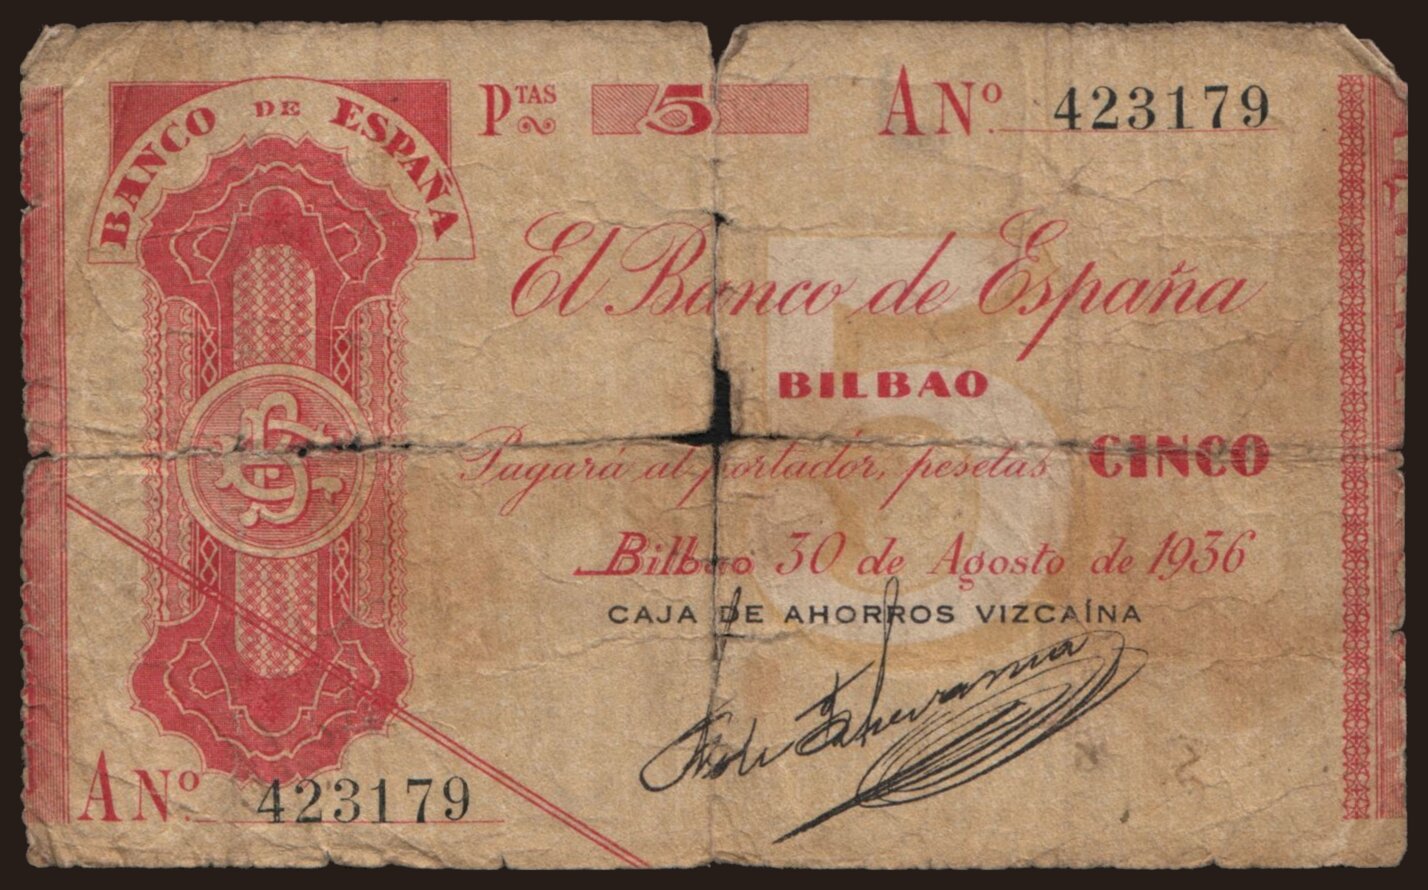 BANCO DE ESPAÑA
PTAS 5 A Nº. 423179
El Banco de España
5
BILBAO
Pagará al portador, pesetas CINCO
Bilbao 30 de Agosto de 1936
CAJA DE AHORROS VIZCAÍNA
A Nº. 423179